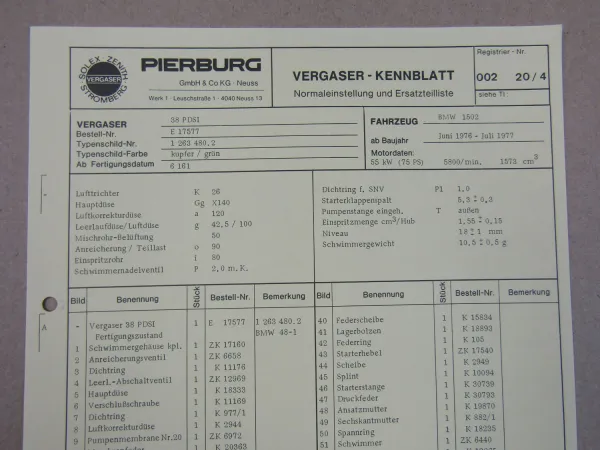 SOLEX ZENITH
VERGASER
STROMBERG
PIERBURG
GmbH & Co KG · Neuss
Werk 1 · Leuschstraße 1 · 4040 Neuss 13
VERGASER - KENNBLATT
Normaleinstellung und Ersatzteilliste
Registrier - Nr.
002 20/4
siehe TI:
VERGASER 38 PDSI
Bestell-Nr. E 17577
Typenschild-Nr. 1 263 480.2
Typenschild-Farbe kupfer / grün
Ab Fertigungsdatum 6 161
FAHRZEUG BMW 1502
ab Baujahr Juni 1976 - Juli 1977
Motordaten:
55 kW (75 PS) 5800/min. 1573 cm3
Lufttrichter K 26
Hauptdüse Gg X140
Luftkorrekturdüse a 120
Leerlaufdüse/Luftdüse g 42,5 / 100
Mischrohr-Belüftung 50
Anreicherung / Teillast o 90
Einspritzrohr i 80
Schwimmernadelventil P 2,0 m.K.
Dichtring f. SNV P1 1,0
Starterklappenspalt 5,3 ± 0,3
Pumpenstange eingeh. T außen
Einspritzmenge cm3/Hub 1,55 ± 0,15
Niveau 18 ± 1 mm
Schwimmergewicht 10,5 ± 0,5 g
Bild Benennung Stück Bestell-Nr. Bemerkung Bild Benennung Stück Bestell-Nr. Bemerkung
A
- Vergaser 38 PDSI 1 E 17577 1 263 480.2
Fertigungszustand BMW 48-1
1 Schwimmergehäuse kpl. 1 ZK 17160
2 Anreicherungsventil 1 ZK 6658
3 Dichtring 1 K 11176
4 Leerl.-Abschaltventil 1 ZK 12969
5 Hauptdüse 1 K 18333
6 Verschlußschraube 1 K 11169
7 Dichtring 1 K 977/1
8 Luftkorrekturdüse 1 K 2944
9 Pumpenmembrane Nr.20 1 ZK 6972
K 20363
40 Federscheibe 1 K 15834
41 Lagerbolzen 1 K 18893
42 Federring 1 K 105
43 Starterhebel 1 ZK 17540
44 Scheibe 1 K 2949
45 Splint 1 K 10094
46 Starterstange 1 K 30739
47 Druckfeder 1 K 30793
48 Ansatzmutter 1 K 19870
49 Sechskantmutter 1 K 882/1
50 Spannring 1 K 18235
51 Schwimmer 1 ZK 6440